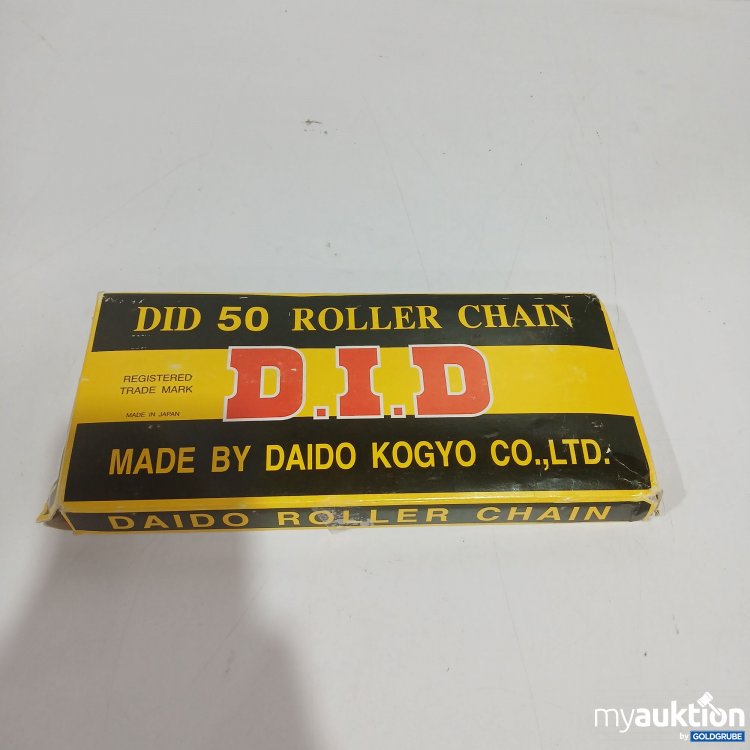 DID 50 ROLLER CHAIN
REGISTERED
TRADE MARK
D.I.D
MADE IN JAPAN
MADE BY DAIDO KOGYO CO.,LTD.
DAIDO ROLLER CHAIN
myauktion
by GOLDGRUBE